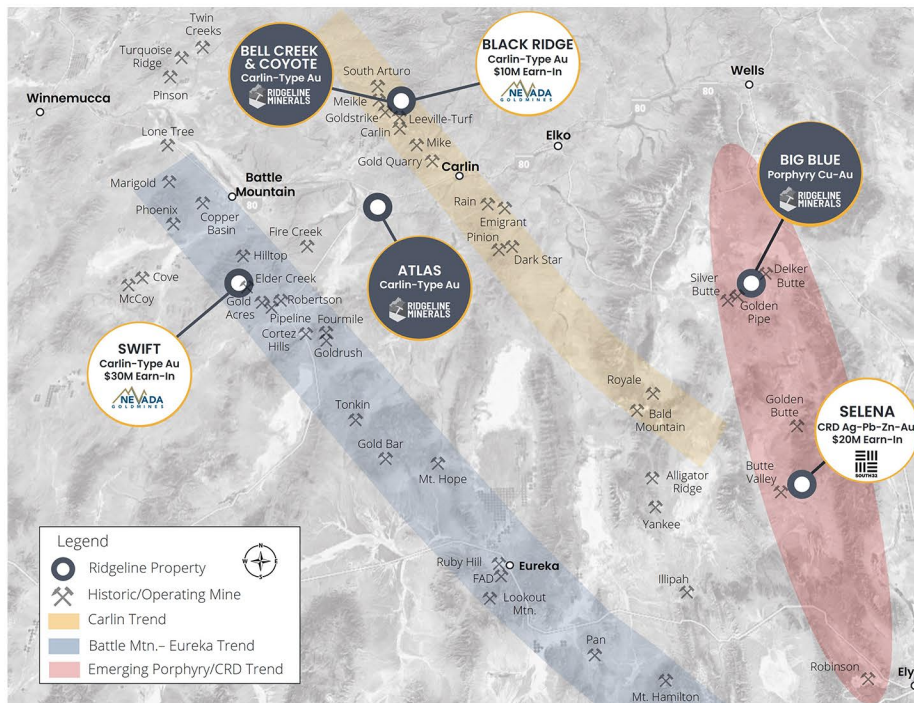 Twin
Creeks
Turquoise
Ridge
Pinson
Winnemucca
Lone Tree
BELL CREEK
& COYOTE
Carlin-Type Au
RIDGELINE
MINERALS
South Arturo
Meikle
Goldstrike
Carlin
Leeville-Turf
Mike
Gold Quarry
Carlin
BLACK RIDGE
Carlin-Type Au
$10M Earn-In
NEVADA
GOLDMINES
Elko
80
80
Wells
80
BIG BLUE
Porphyry Cu-Au
RIDGELINE
MINERALS
Marigold
Battle
Mountain
80
Phoenix
Copper
Basin
Fire Creek
Hilltop
Rain
Emigrant
Pinion
Dark Star
ATLAS
Carlin-Type Au
RIDGELINE
MINERALS
Cove
McCoy
Elder Creek
Gold
Acres
Robertson
Pipeline
Cortez
Hills
Fourmile
Goldrush
Silver
Butte
Delker
Butte
Golden
Pipe
SWIFT
Carlin-Type Au
$30M Earn-In
NEVADA
GOLDMINES
Royale
Bald
Mountain
Golden
Butte
SELENA
CRD Ag-Pb-Zn-Au
$20M Earn-In
SOUTH32
Tonkin
Gold Bar
Mt. Hope
Alligator
Ridge
Butte
Valley
Yankee
Ruby Hill
Eureka
FAD
Lookout
Mtn.
Illipah
Pan
Mt. Hamilton
Robinson
Ely
Legend
N
W
E
S
Ridgeline Property
Historic/Operating Mine
Carlin Trend
Battle Mtn.– Eureka Trend
Emerging Porphyry/CRD Trend